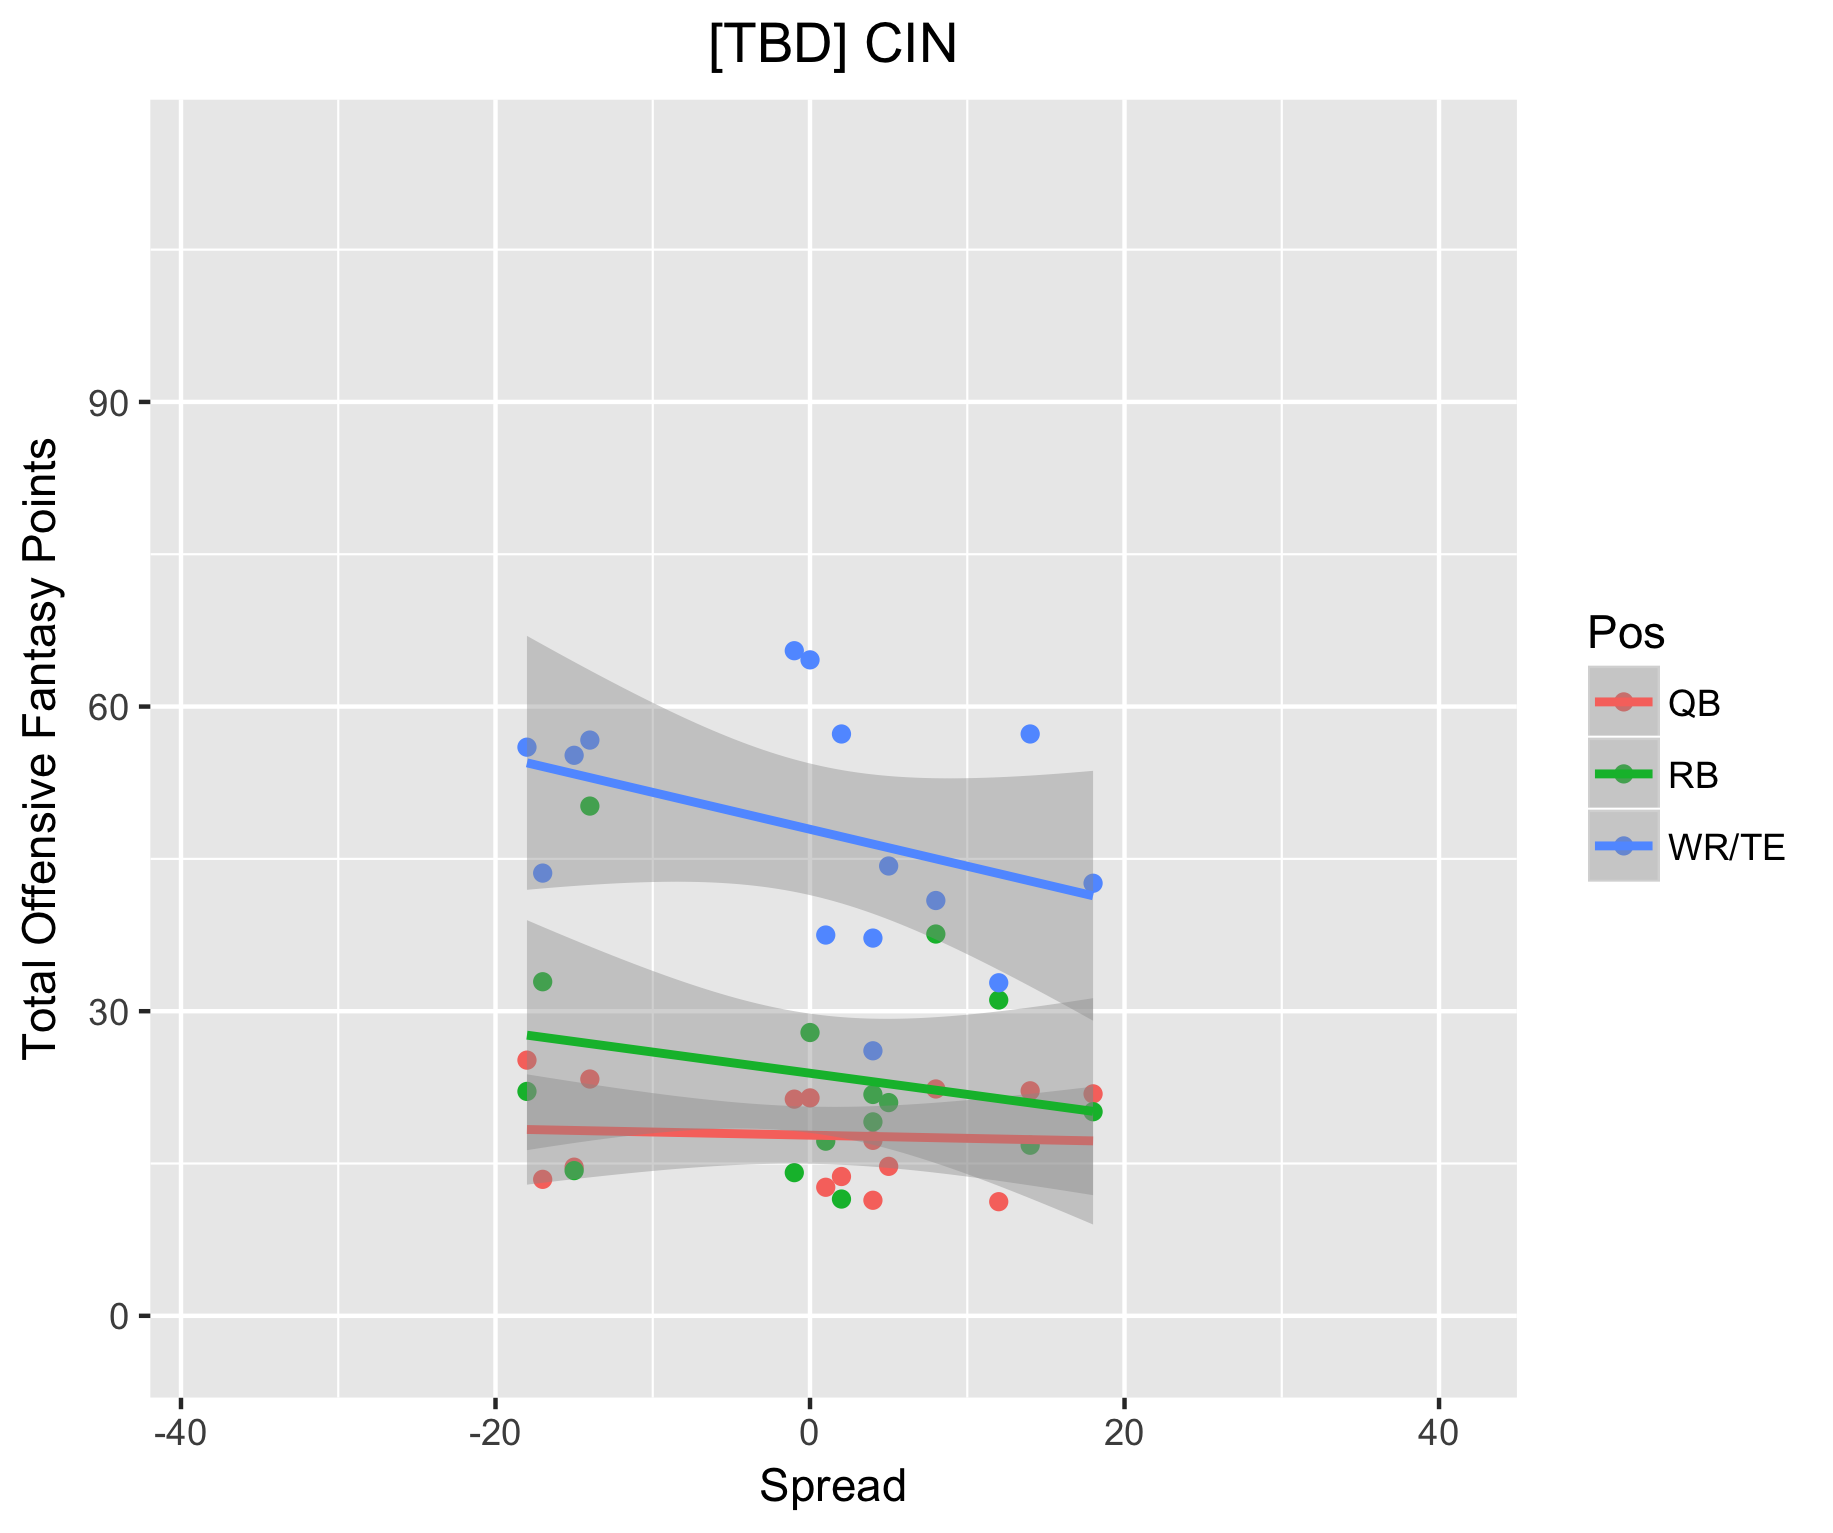 [TBD] CIN
Total Offensive Fantasy Points
90
60
30
0
-40
-20
0
20
40
Spread
Pos
QB
RB
WR/TE